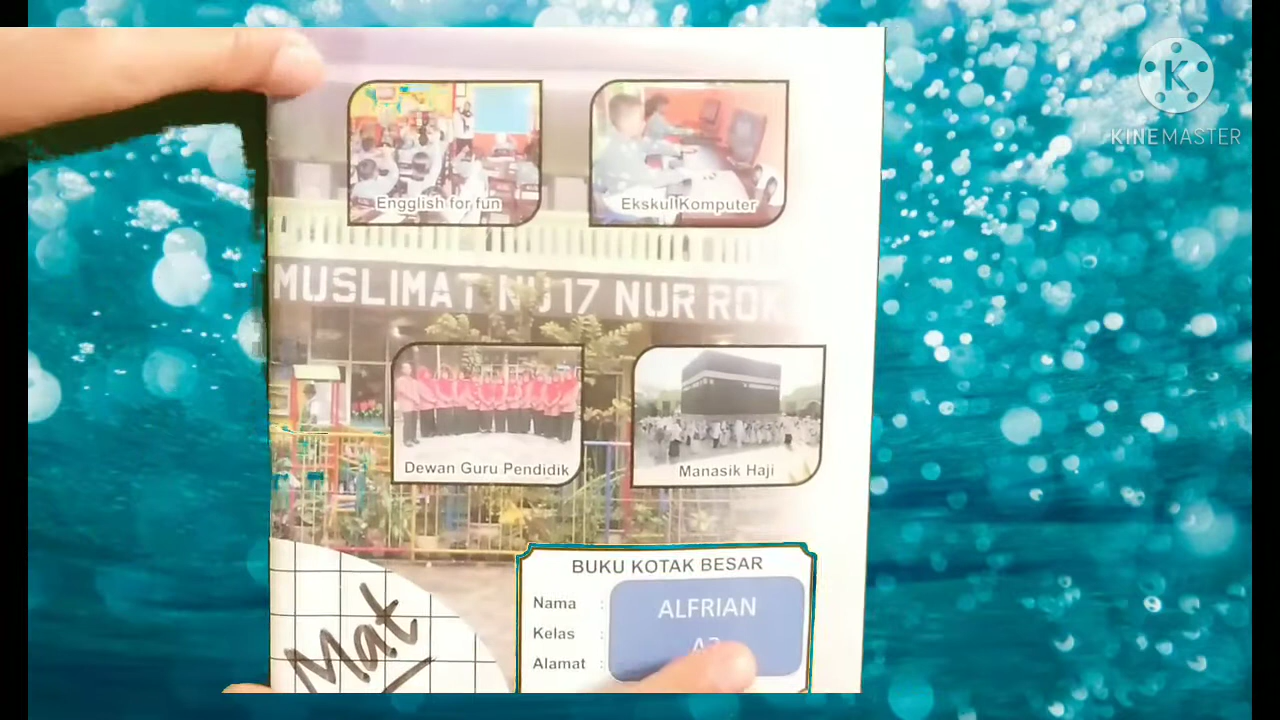 K
KINEMASTER
Engglish for fun
Ekskul Komputer
MUSLIMAT NU 17 NUR ROK
Dewan Guru Pendidik
Manasik Haji
BUKU KOTAK BESAR
Nama : ALFRIAN
Kelas :
Alamat :
Mat